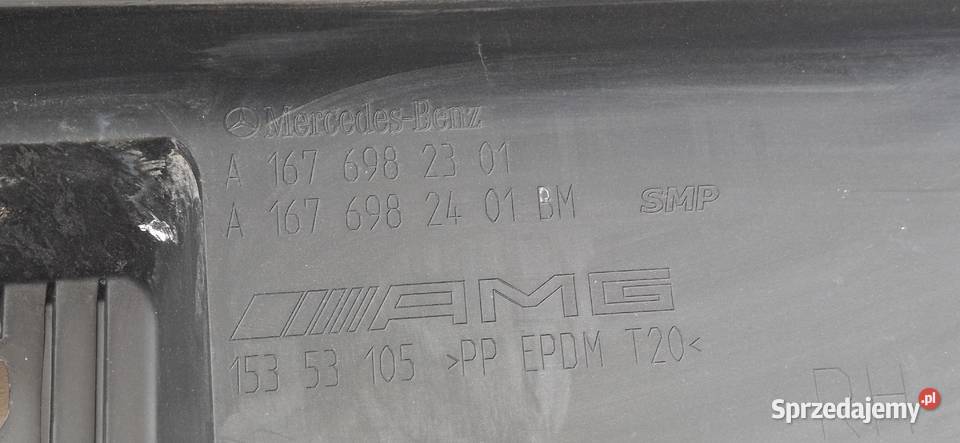 Mercedes-Benz
A 167 698 23 01
A 167 698 24 01 BM
SMP
AMG
153 53 105 >PP EPDM T20<
RH
Sprzedajemy.pl